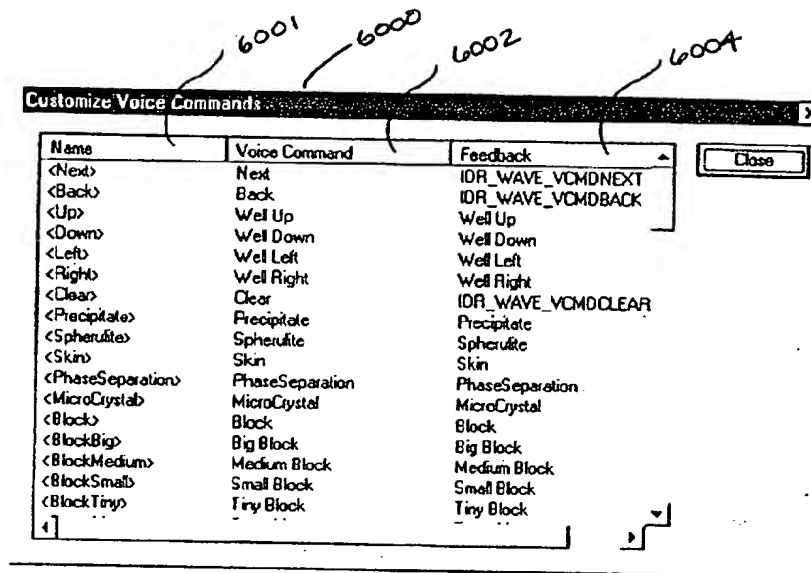 6001 6000 6002 6004
Customize Voice Commands
Name Voice Command Feedback Close
<Next> Next IDR_WAVE_VCMDNEXT
<Back> Back IDR_WAVE_VCMDBACK
<Up> Well Up Well Up
<Down> Well Down Well Down
<Left> Well Left Well Left
<Right> Well Right Well Right
<Clear> Clear IDR_WAVE_VCMDCLEAR
<Precipitate> Precipitate Precipitate
<Spherulite> Spherulite Spherulite
<Skin> Skin Skin
<PhaseSeparation> PhaseSeparation PhaseSeparation
<MicroCrystal> MicroCrystal MicroCrystal
<Block> Block Block
<BlockBig> Big Block Big Block
<BlockMedium> Medium Block Medium Block
<BlockSmall> Small Block Small Block
<BlockTiny> Tiny Block Tiny Block